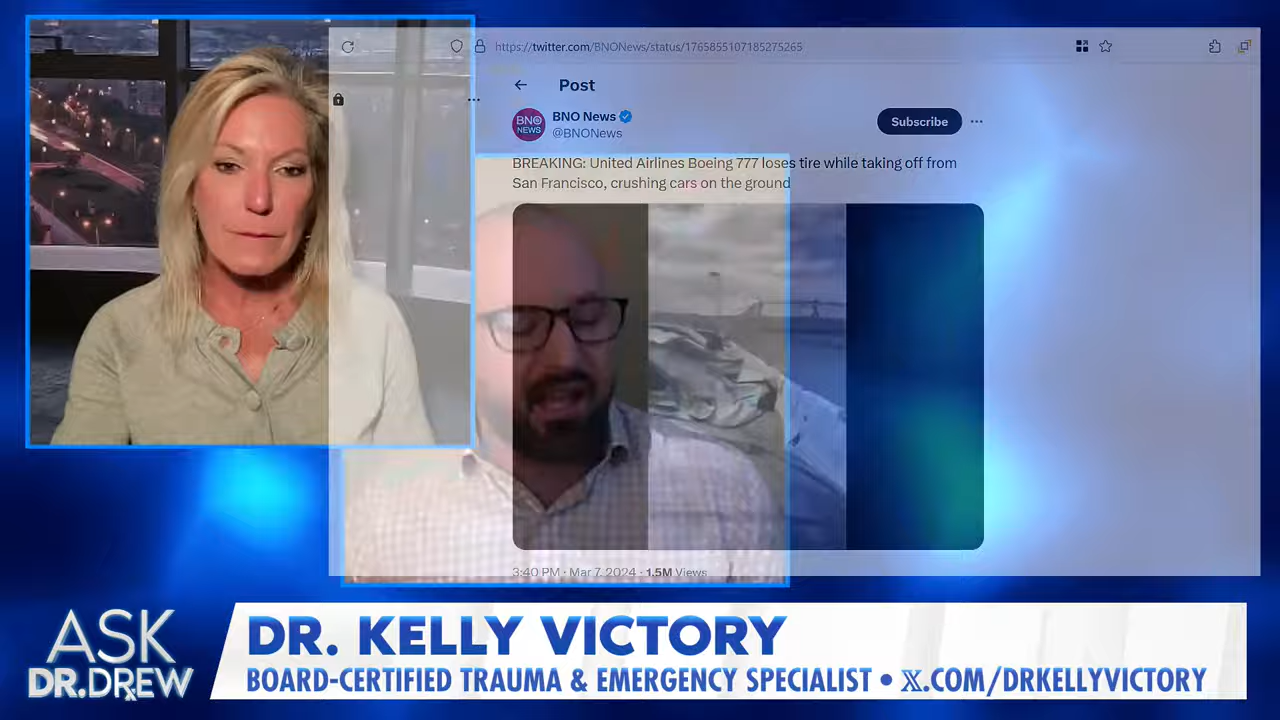 https://twitter.com/BNONews/status/1765855107185275265
Post
BNO
NEWS
BNO News
@BNONews
Subscribe
BREAKING: United Airlines Boeing 777 loses tire while taking off from
San Francisco, crushing cars on the ground
3:40 PM · Mar 7, 2024 · 1.5M Views
ASK
DR.DREW
DR. KELLY VICTORY
BOARD-CERTIFIED TRAUMA & EMERGENCY SPECIALIST • X.COM/DRKELLYVICTORY